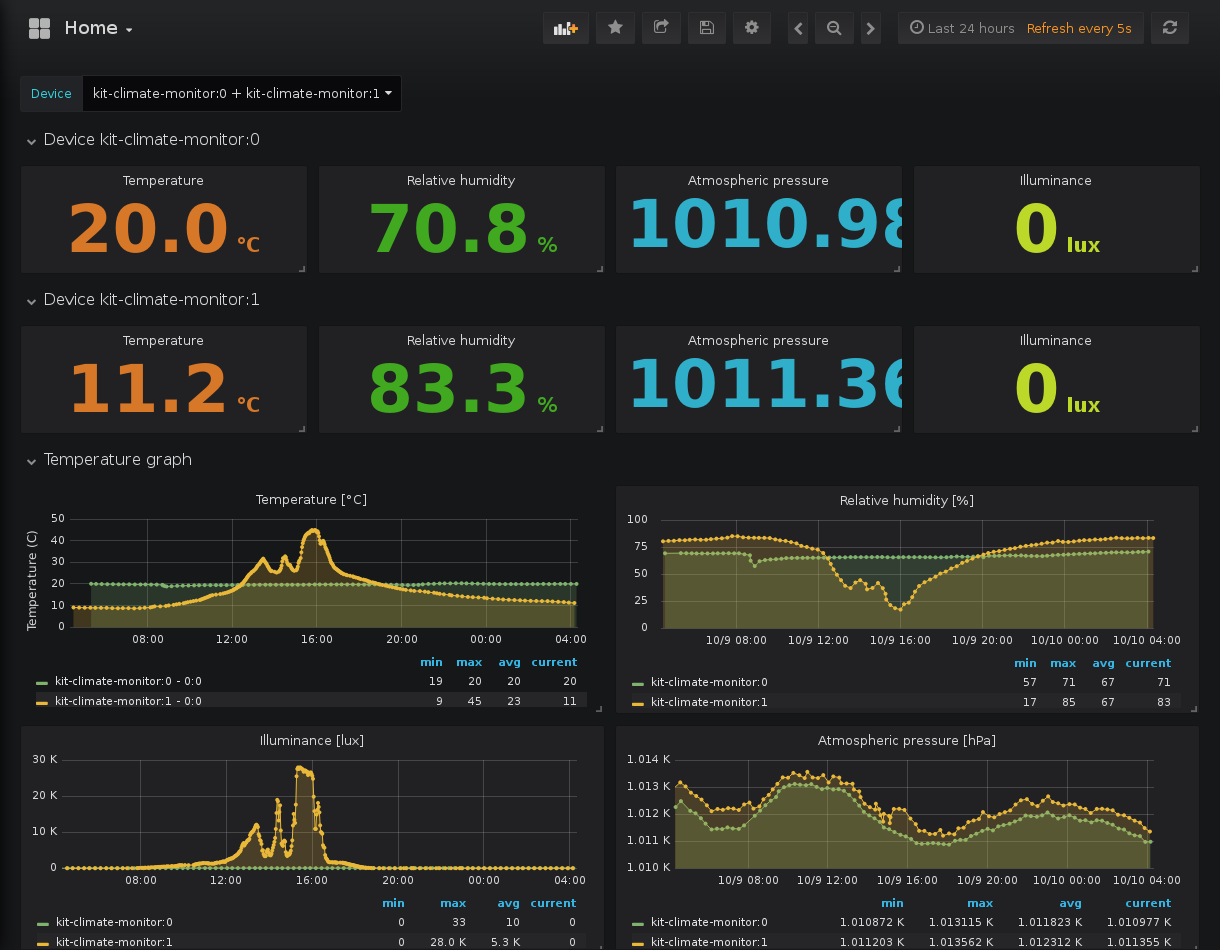 Home
Last 24 hours Refresh every 5s
Device kit-climate-monitor:0 + kit-climate-monitor:1
Device kit-climate-monitor:0
Temperature Relative humidity Atmospheric pressure Illuminance
20.0 °C 70.8 % 1010.98 0 lux
Device kit-climate-monitor:1
Temperature Relative humidity Atmospheric pressure Illuminance
11.2 °C 83.3 % 1011.36 0 lux
Temperature graph
Temperature [°C]
Temperature (C)
50
40
30
20
10
0
08:00 12:00 16:00 20:00 00:00 04:00
min max avg current
kit-climate-monitor:0 - 0:0 19 20 20 20
kit-climate-monitor:1 - 0:0 9 45 23 11
Relative humidity [%]
100
75
50
25
0
10/9 08:00 10/9 12:00 10/9 16:00 10/9 20:00 10/10 00:00 10/10 04:00
min max avg current
kit-climate-monitor:0 57 71 67 71
kit-climate-monitor:1 17 85 67 83
Illuminance [lux]
30 K
20 K
10 K
0
08:00 12:00 16:00 20:00 00:00 04:00
min max avg current
kit-climate-monitor:0 0 33 10 0
kit-climate-monitor:1 0 28.0 K 5.3 K 0
Atmospheric pressure [hPa]
1.014 K
1.013 K
1.012 K
1.011 K
1.010 K
10/9 08:00 10/9 12:00 10/9 16:00 10/9 20:00 10/10 00:00 10/10 04:00
min max avg current
kit-climate-monitor:0 1.010872 K 1.013115 K 1.011823 K 1.010977 K
kit-climate-monitor:1 1.011203 K 1.013562 K 1.012312 K 1.011355 K